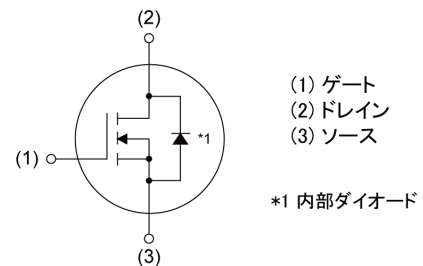 (2)
(1)
*1
(3)
(1) ゲート
(2) ドレイン
(3) ソース
*1 内部ダイオード